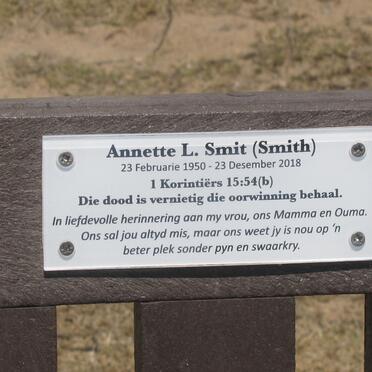 Annette L. Smit (Smith)
23 Februarie 1950 - 23 Desember 2018
1 Korintiërs 15:54(b)
Die dood is vernietig die oorwinning behaal.
In liefdevolle herinnering aan my vrou, ons Mamma en Ouma.
Ons sal jou altyd mis, maar ons weet jy is nou op 'n
beter plek sonder pyn en swaarkry.